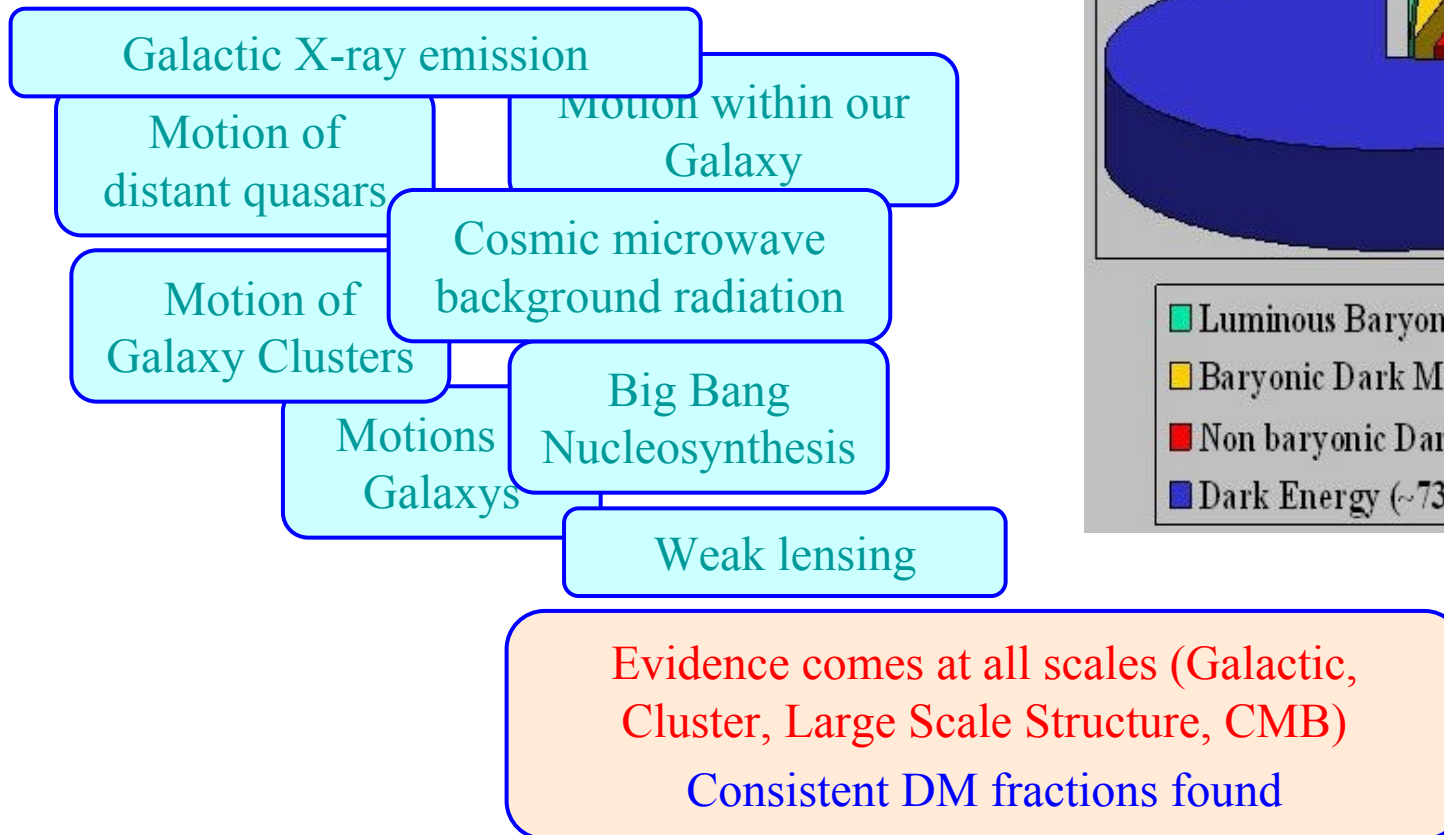 Galactic X-ray emission
Motion of
distant quasars
Motion within our
Galaxy
Cosmic microwave
background radiation
Motion of
Galaxy Clusters
Big Bang
Nucleosynthesis
Motions
Galaxys
Weak lensing
Evidence comes at all scales (Galactic,
Cluster, Large Scale Structure, CMB)
Consistent DM fractions found
Luminous Baryon
Baryonic Dark M
Non baryonic Dar
Dark Energy (~73